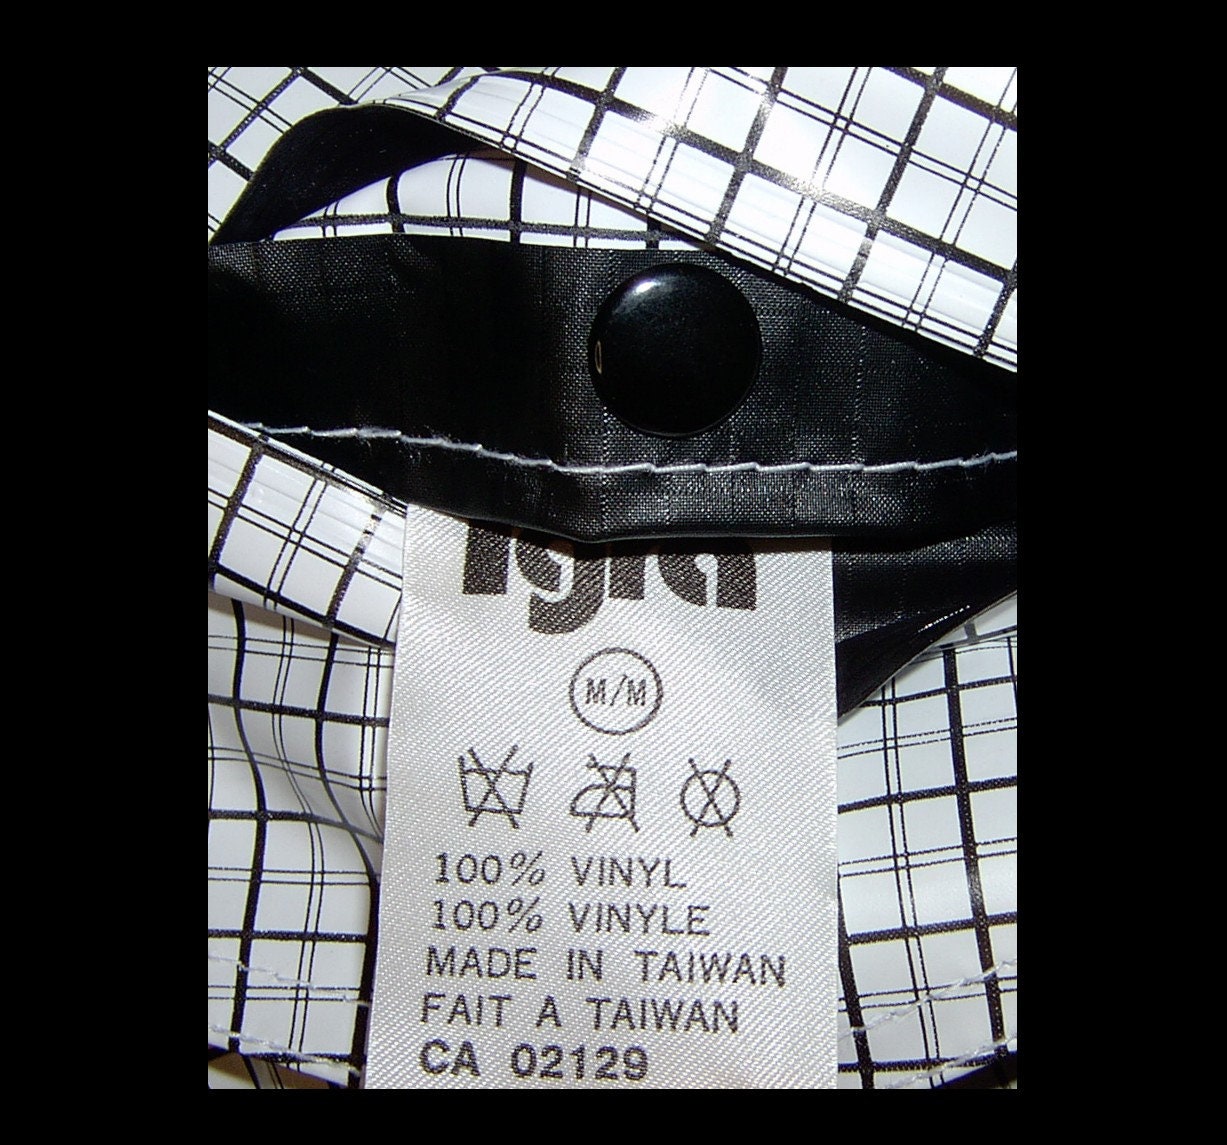 M/M
100% VINYL
100% VINYLE
MADE IN TAIWAN
FAIT A TAIWAN
CA 02129